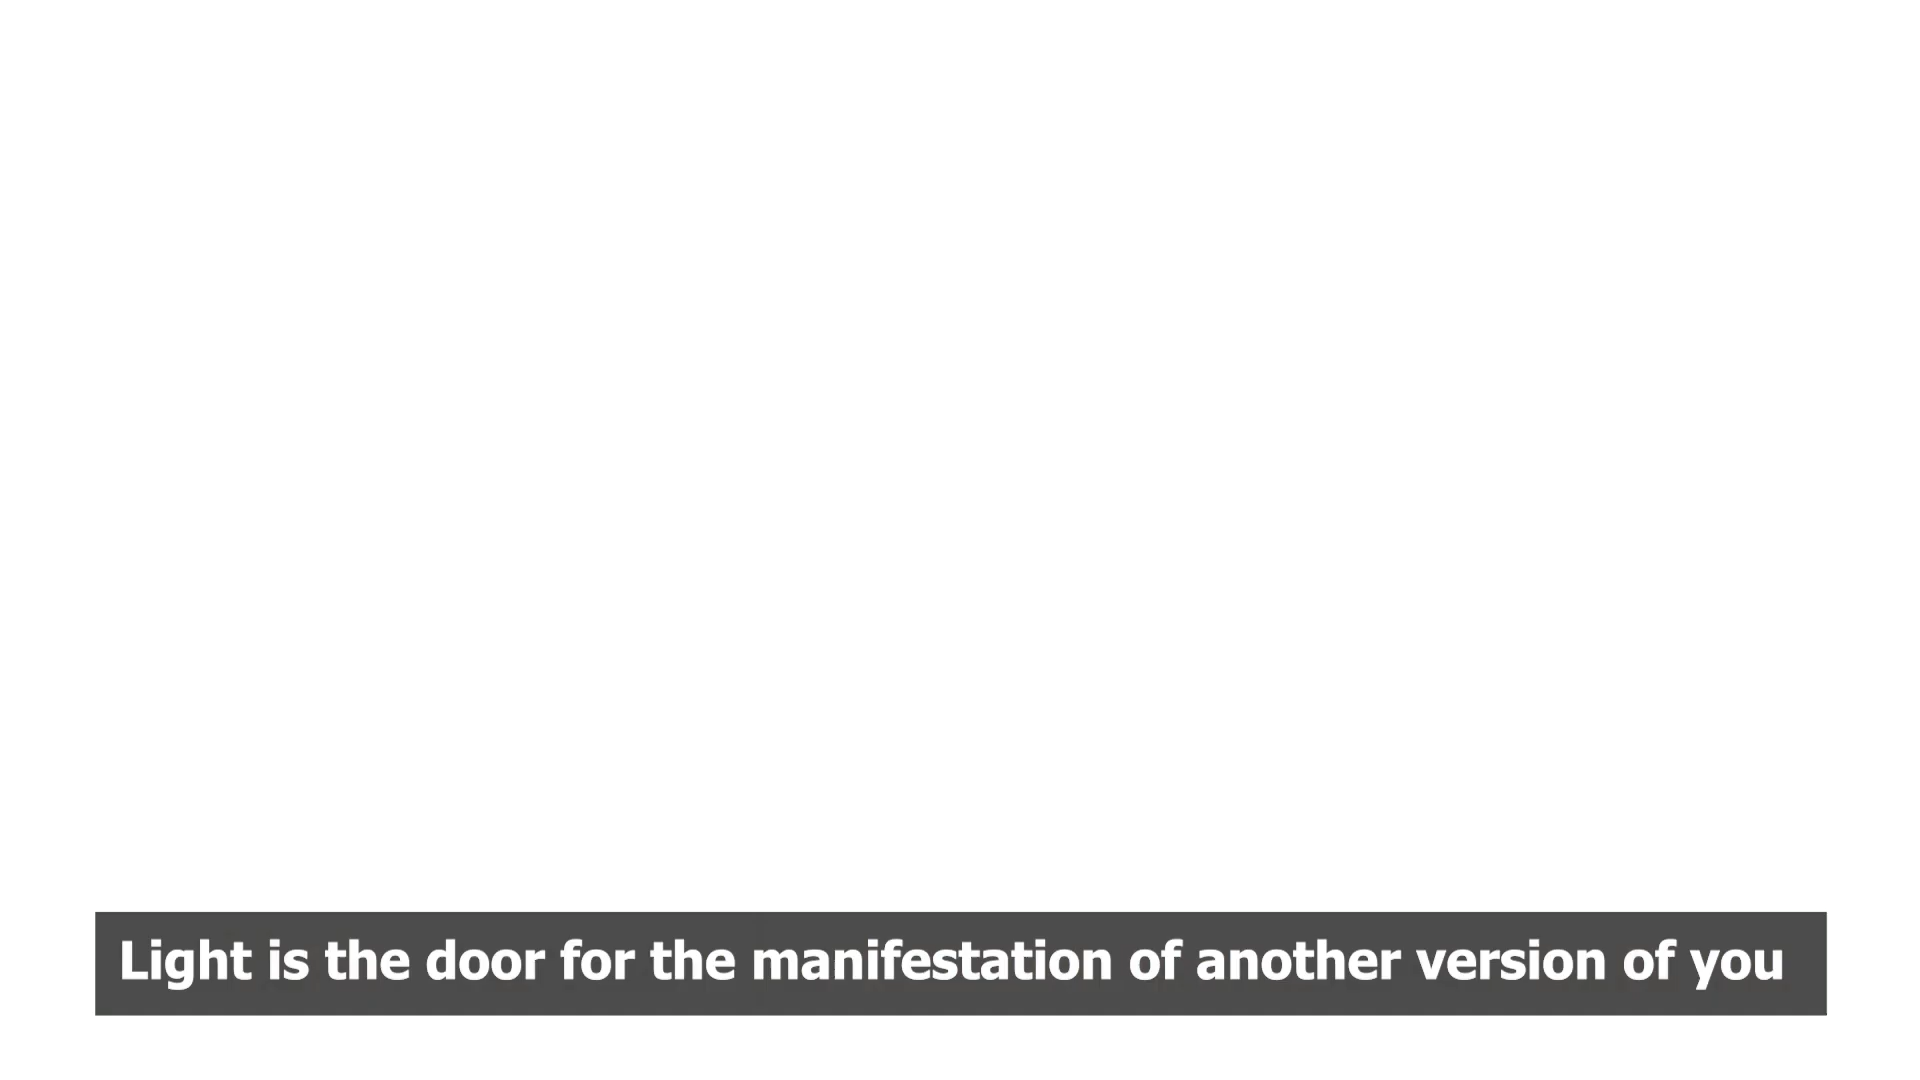 Light is the door for the manifestation of another version of you